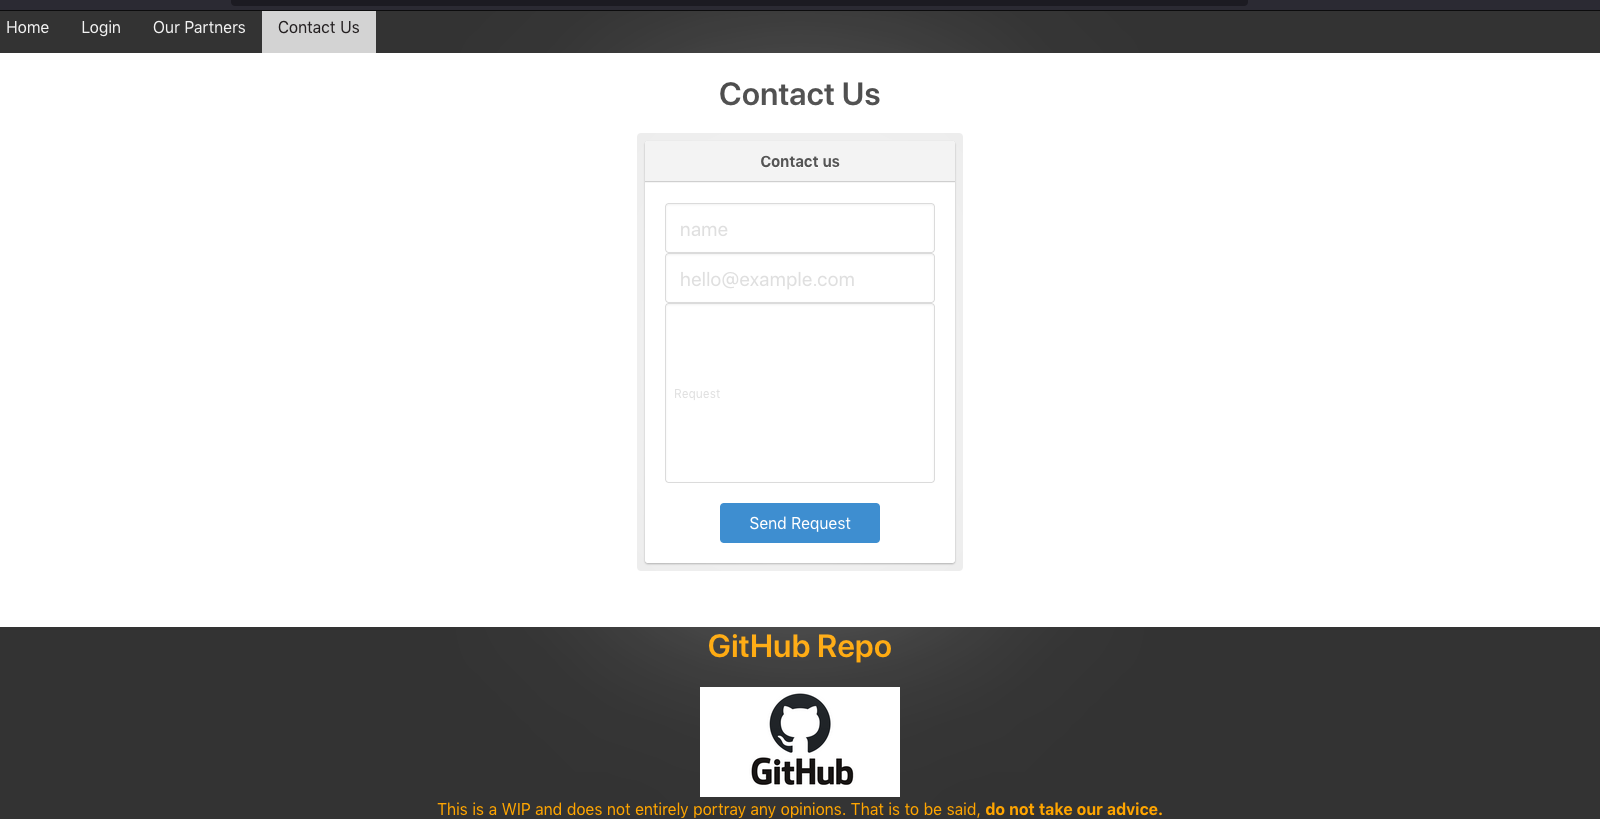 Home Login Our Partners Contact Us
Contact Us
Contact us
name
hello@example.com
Request
Send Request
GitHub Repo
GitHub
This is a WIP and does not entirely portray any opinions. That is to be said, do not take our advice.